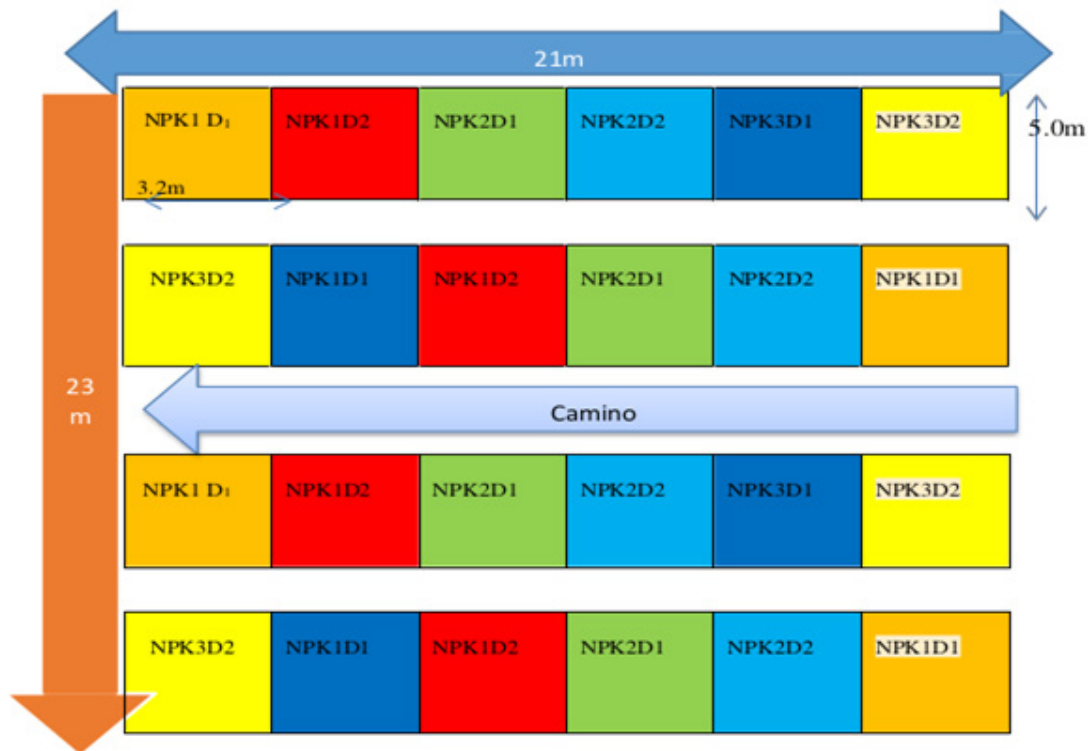 21m
NPK1 D₁ NPK1D2 NPK2D1 NPK2D2 NPK3D1 NPK3D2
5.0m
3.2m
NPK3D2 NPK1D1 NPK1D2 NPK2D1 NPK2D2 NPK1D1
23
m
Camino
NPK1 D₁ NPK1D2 NPK2D1 NPK2D2 NPK3D1 NPK3D2
NPK3D2 NPK1D1 NPK1D2 NPK2D1 NPK2D2 NPK1D1